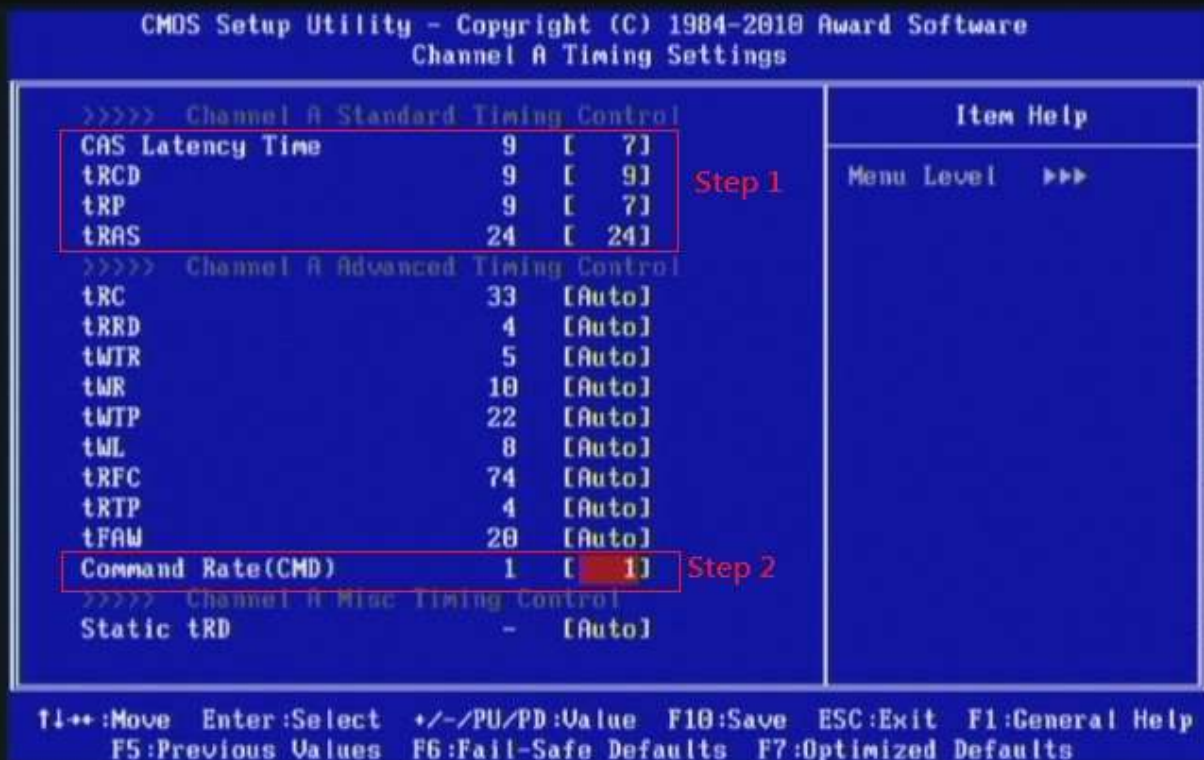 CMOS Setup Utility - Copyright (C) 1984-2010 Award Software
Channel A Timing Settings
>>>>> Channel A Standard Timing Control
CAS Latency Time 9 [ 7]
tRCD 9 [ 9]
tRP 9 [ 7]
tRAS 24 [ 24]
Step 1
>>>>> Channel A Advanced Timing Control
tRC 33 [Auto]
tRRD 4 [Auto]
tWTR 5 [Auto]
tWR 10 [Auto]
tWTP 22 [Auto]
tWL 8 [Auto]
tRFC 74 [Auto]
tRTP 4 [Auto]
tFAW 20 [Auto]
Command Rate(CMD) 1 [ 1]
Step 2
>>>>> Channel A Misc Timing Control
Static tRD - [Auto]
Item Help
Menu Level ►►►
↑↓→←:Move Enter:Select +/-/PU/PD:Value F10:Save ESC:Exit F1:General Help
F5:Previous Values F6:Fail-Safe Defaults F7:Optimized Defaults